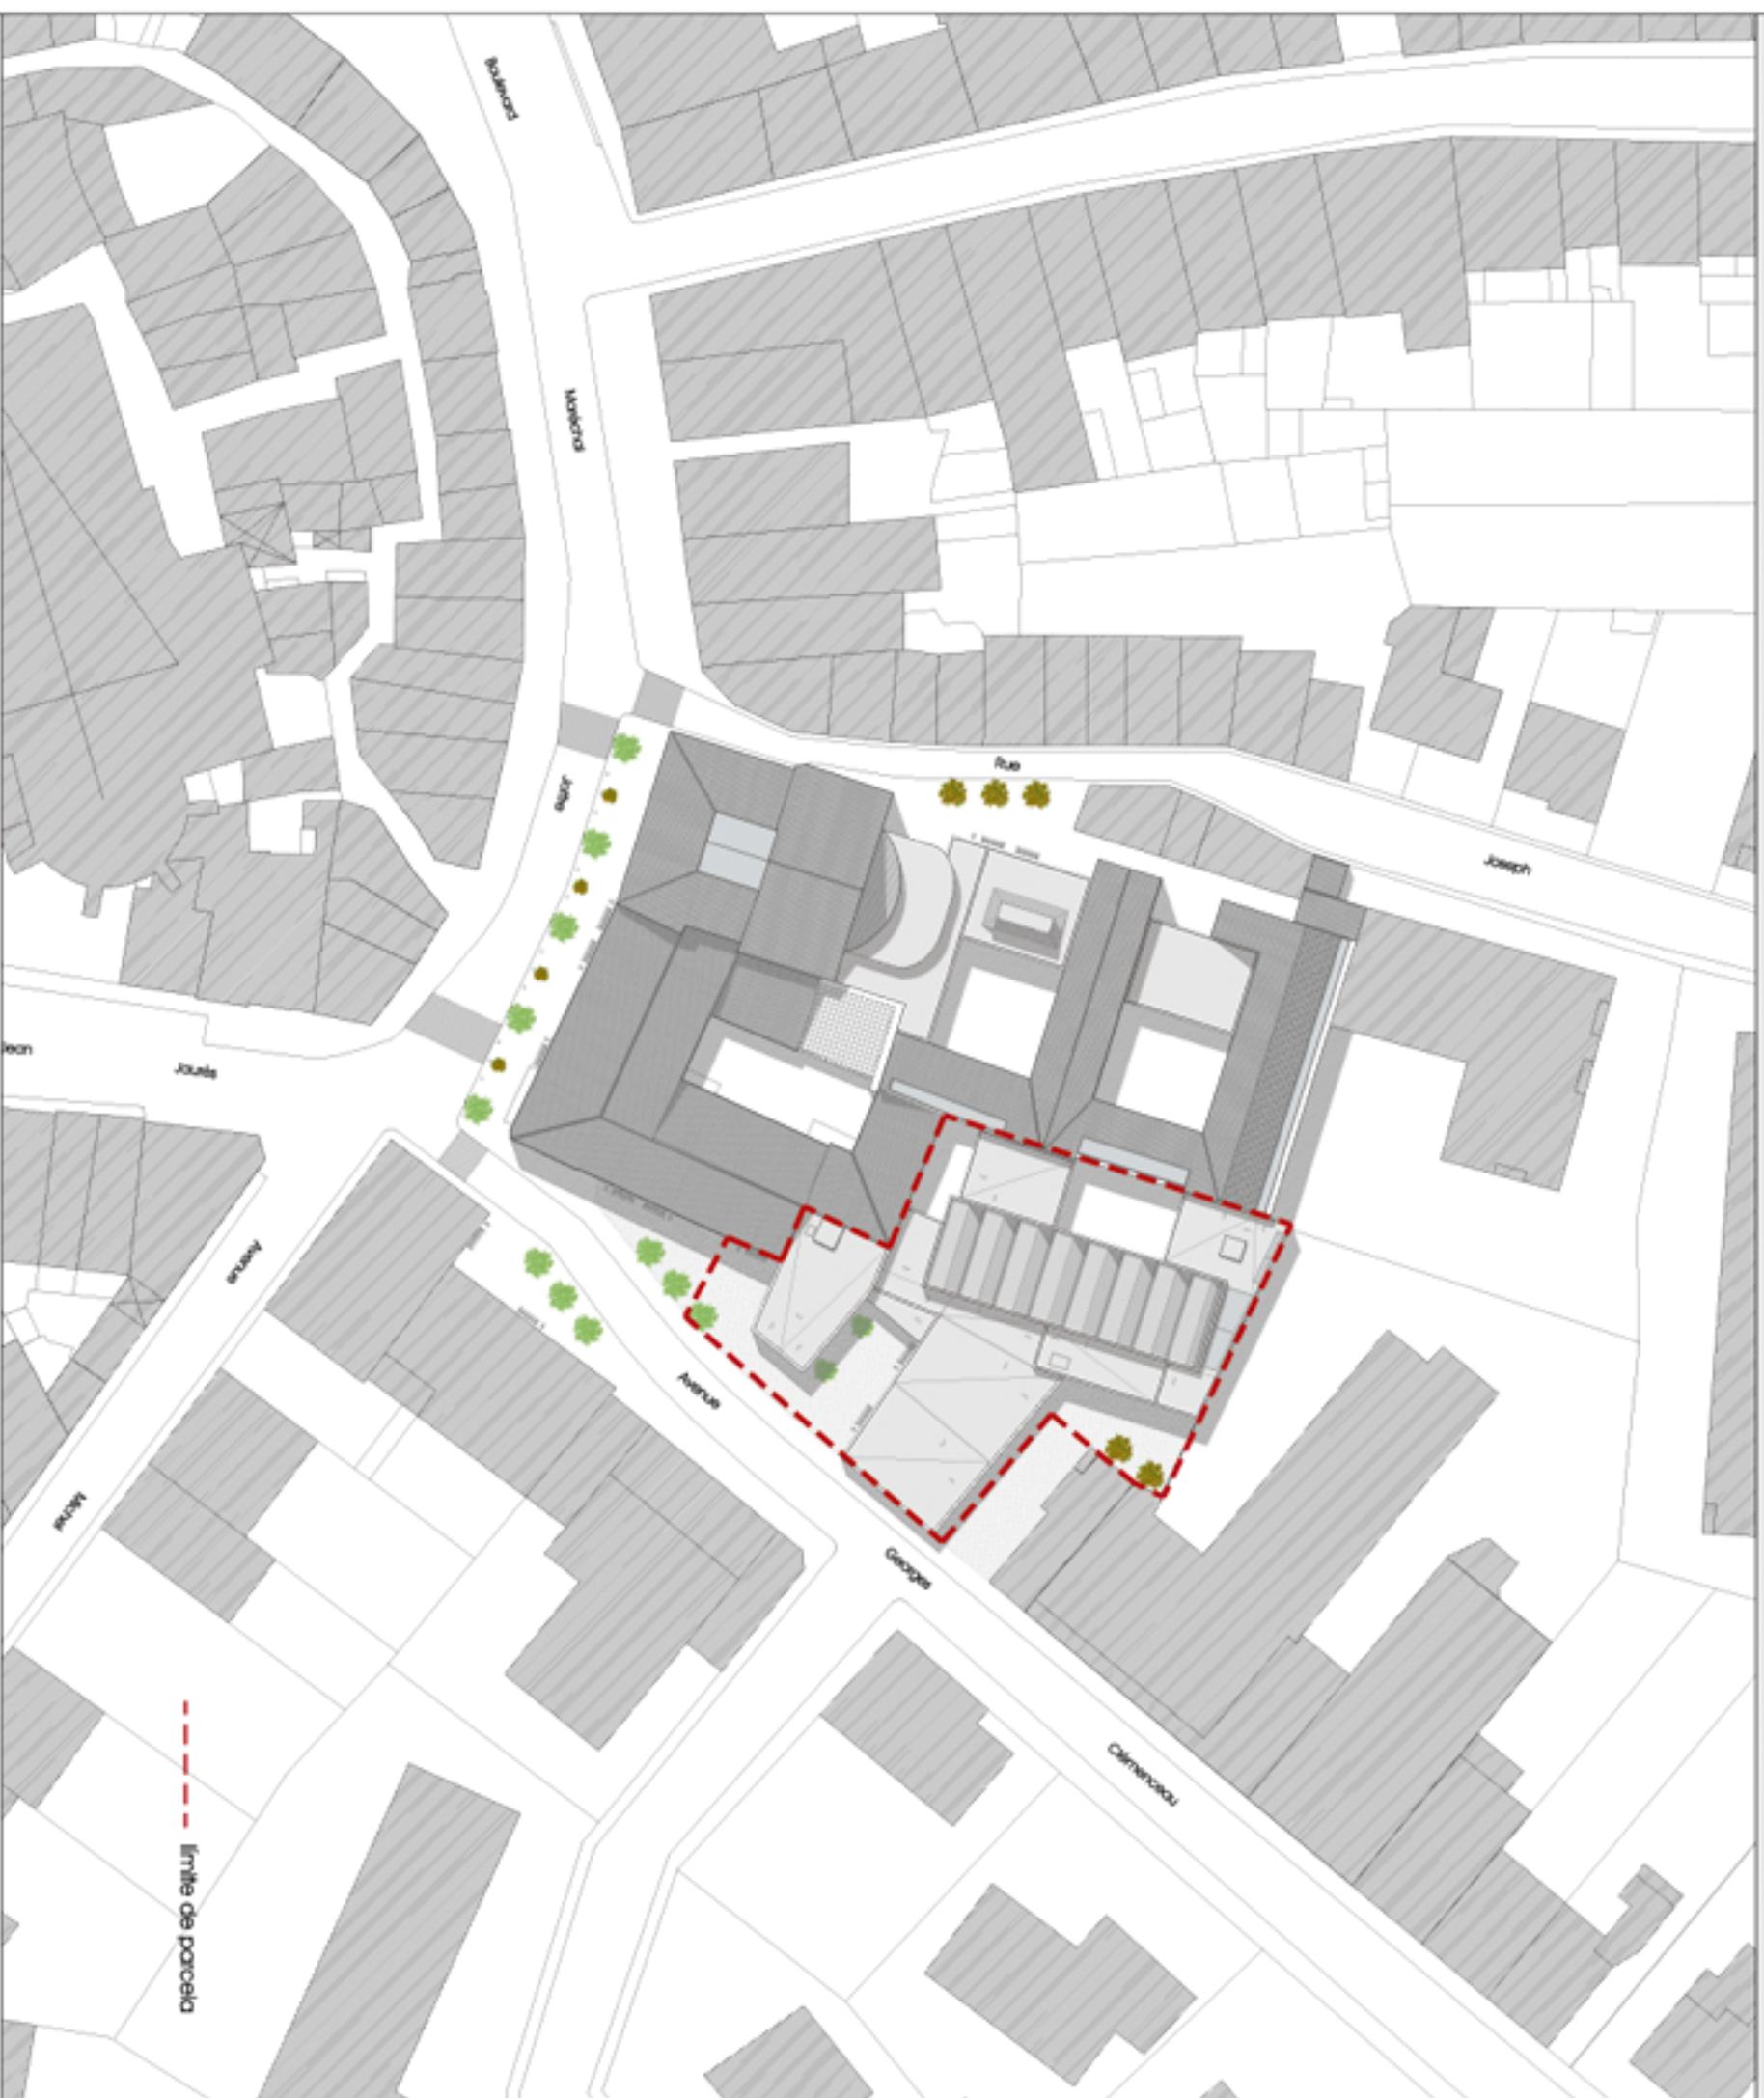 Boulevard
Maréchal
Joffre
Rue
Joseph
Jean
Jaurès
Avenue
Michel
Avenue
Georges
Clémenceau
límite de parcela